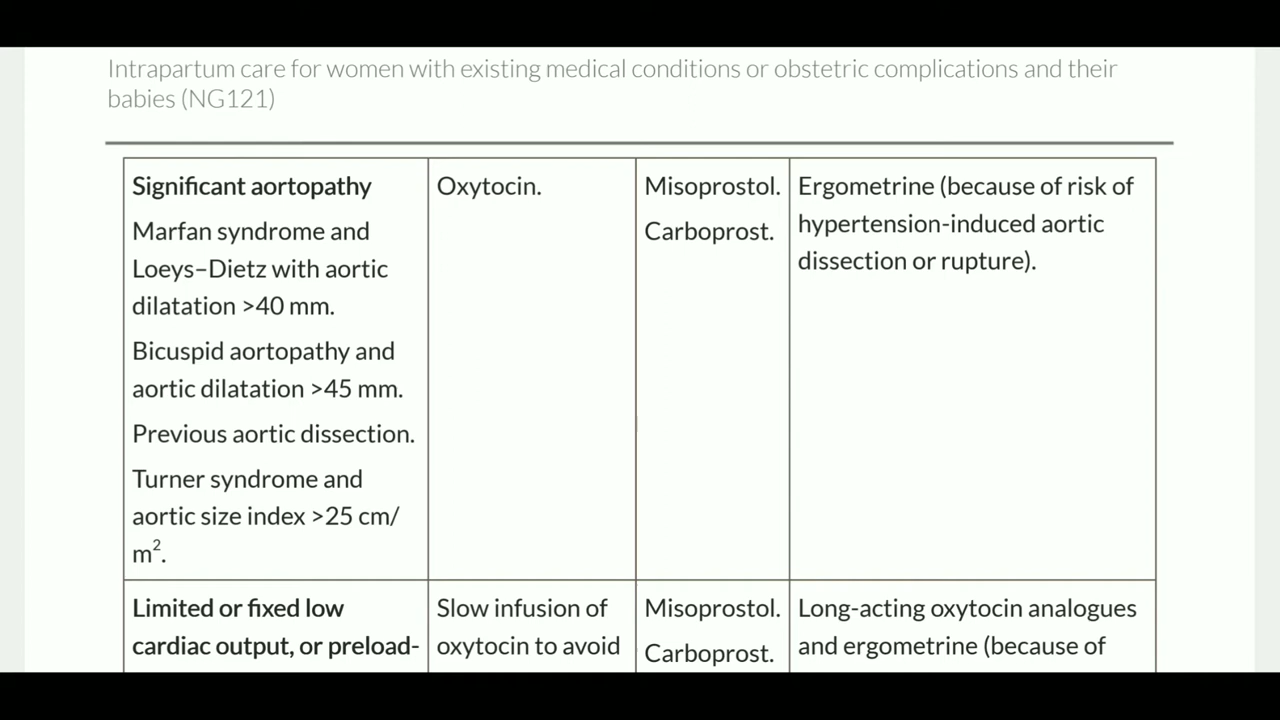 Intrapartum care for women with existing medical conditions or obstetric complications and their
babies (NG121)
Significant aortopathy
Marfan syndrome and
Loeys–Dietz with aortic
dilatation >40 mm.
Bicuspid aortopathy and
aortic dilatation >45 mm.
Previous aortic dissection.
Turner syndrome and
aortic size index >25 cm/
m².
Oxytocin.
Misoprostol.
Carboprost.
Ergometrine (because of risk of
hypertension-induced aortic
dissection or rupture).
Limited or fixed low
cardiac output, or preload-
Slow infusion of
oxytocin to avoid
Misoprostol.
Carboprost.
Long-acting oxytocin analogues
and ergometrine (because of